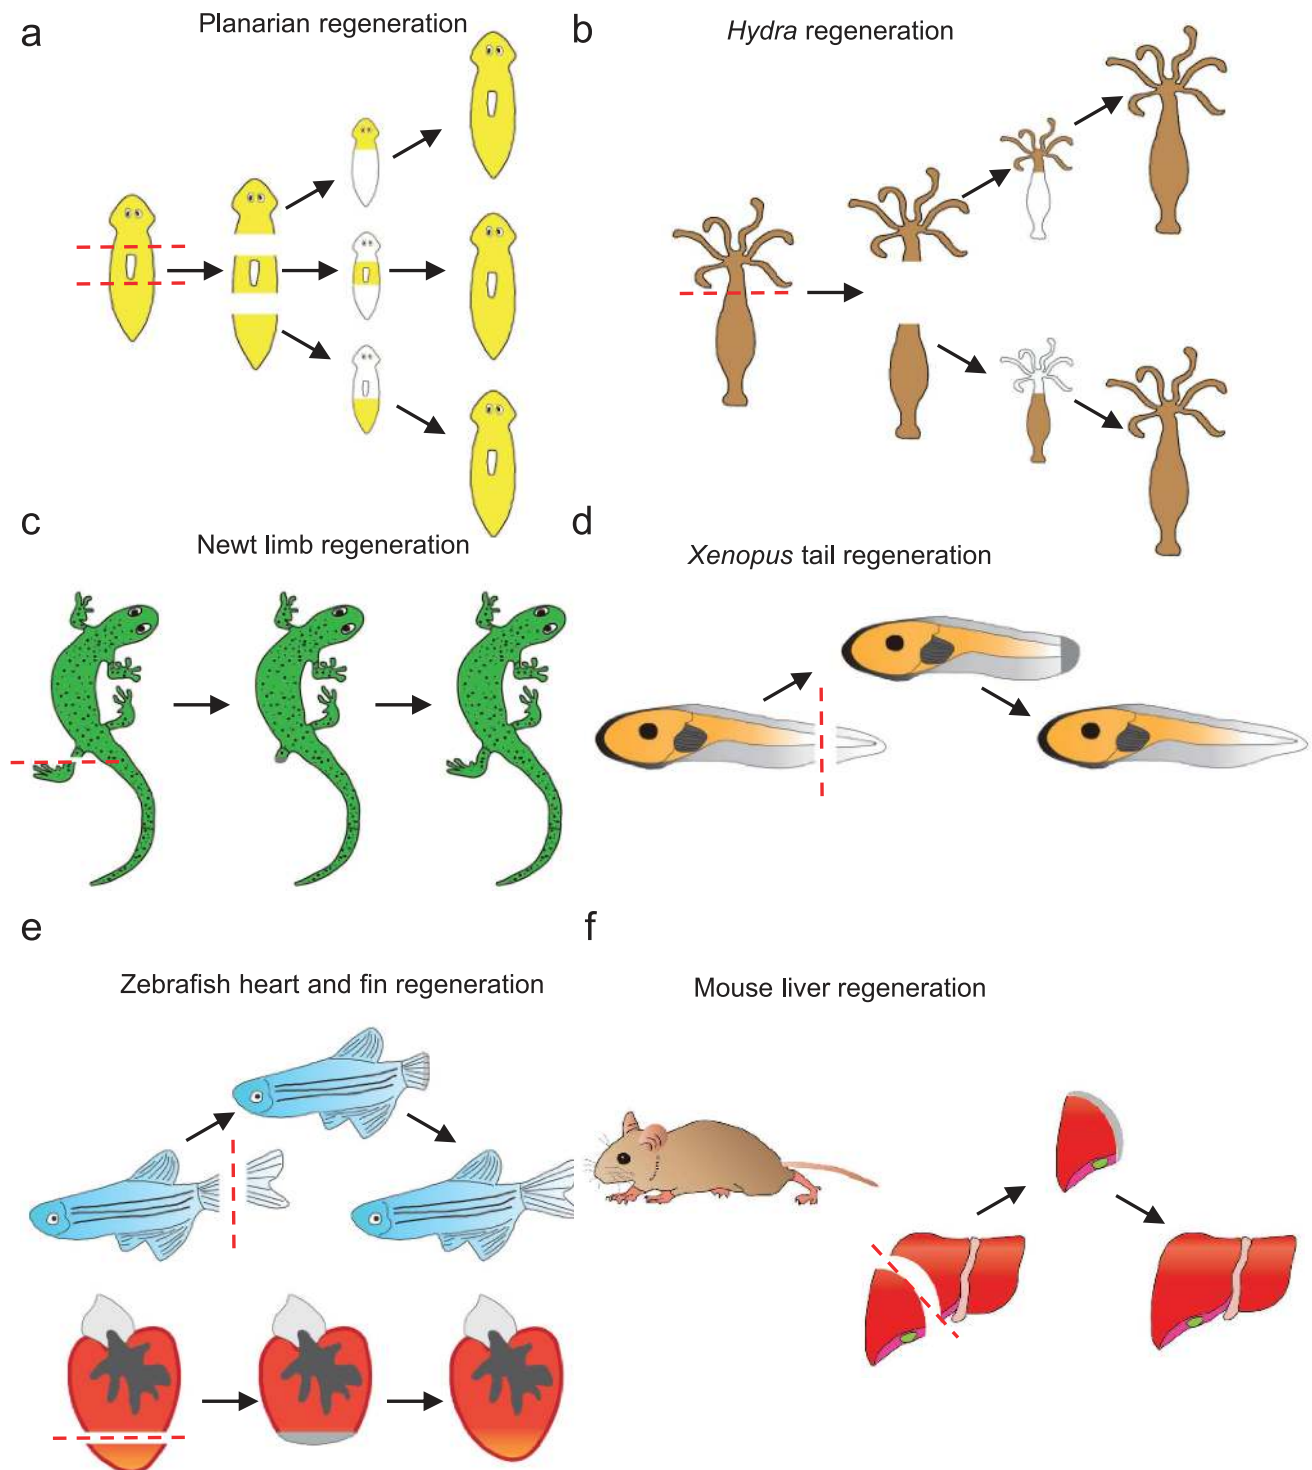 a
Planarian regeneration
b
Hydra regeneration
c
Newt limb regeneration
d
Xenopus tail regeneration
e
Zebrafish heart and fin regeneration
f
Mouse liver regeneration